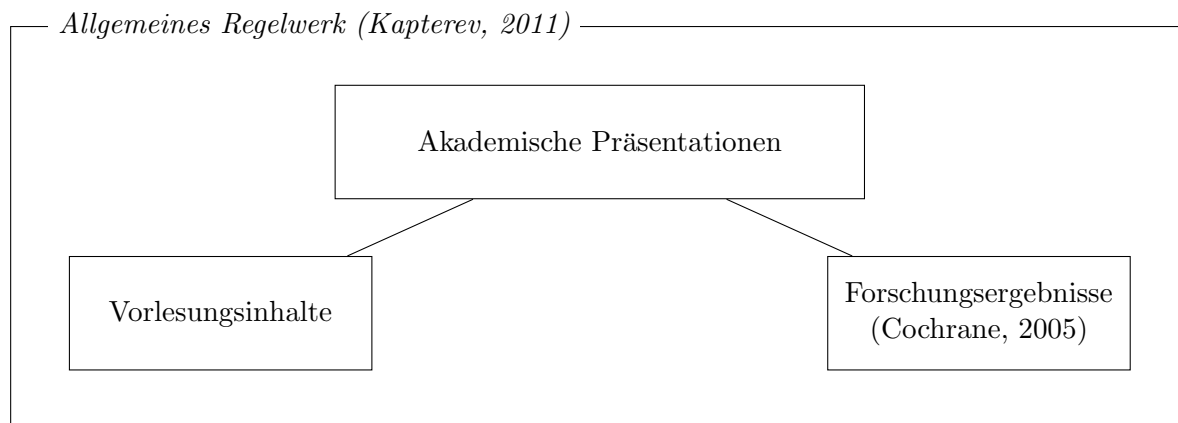 Allgemeines Regelwerk (Kapterev, 2011)
Akademische Präsentationen
Vorlesungsinhalte
Forschungsergebnisse
(Cochrane, 2005)